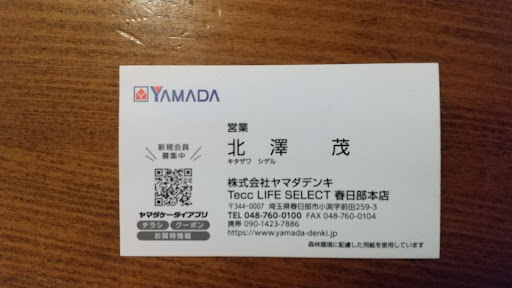 YAMADA
営業
北澤 茂
キタザワ シゲル
新規会員
募集中
ヤマダケータイアプリ
チラシ クーポン
お買得情報
株式会社ヤマダデンキ
Tecc LIFE SELECT 春日部本店
〒344-0007 埼玉県春日部市小渕字前田259-3
TEL 048-760-0100 FAX 048-760-0104
携帯 090-1423-7886
https://www.yamada-denki.jp
森林環境に配慮した用紙を使用しています